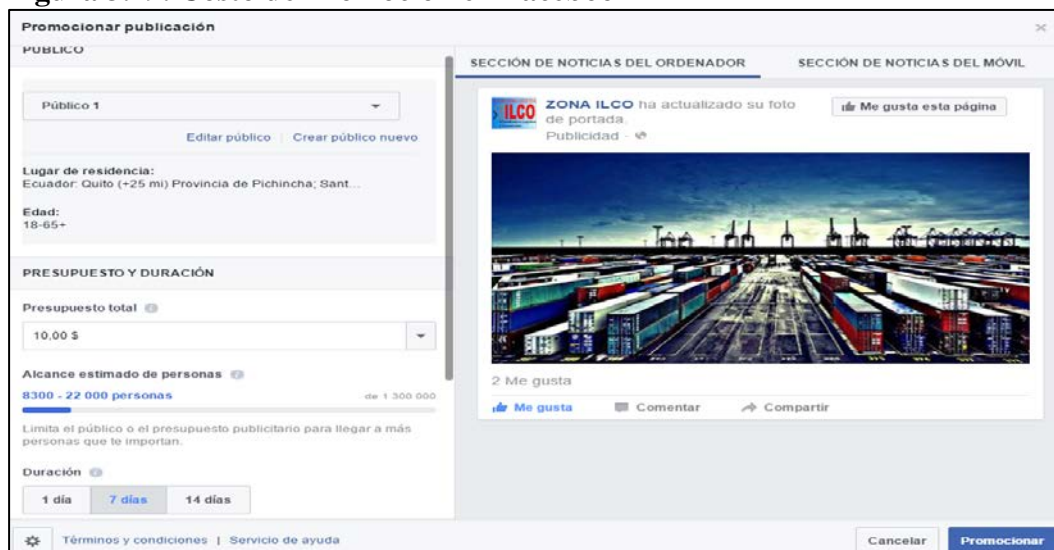 Promocionar publicación
PÚBLICO
Público 1
Editar público | Crear público nuevo
Lugar de residencia:
Ecuador: Quito (+25 mi) Provincia de Pichincha; Sant...
Edad:
18-65+
PRESUPUESTO Y DURACIÓN
Presupuesto total
10,00 $
Alcance estimado de personas
8300 - 22 000 personas
de 1 300 000
Limita el público o el presupuesto publicitario para llegar a más
personas que te importan.
Duración
1 día 7 días 14 días
Términos y condiciones | Servicio de ayuda
SECCIÓN DE NOTICIAS DEL ORDENADOR
SECCIÓN DE NOTICIAS DEL MÓVIL
ILCO
ZONA ILCO ha actualizado su foto
de portada.
Publicidad ·
Me gusta esta página
2 Me gusta
Me gusta Comentar Compartir
Cancelar Promocionar